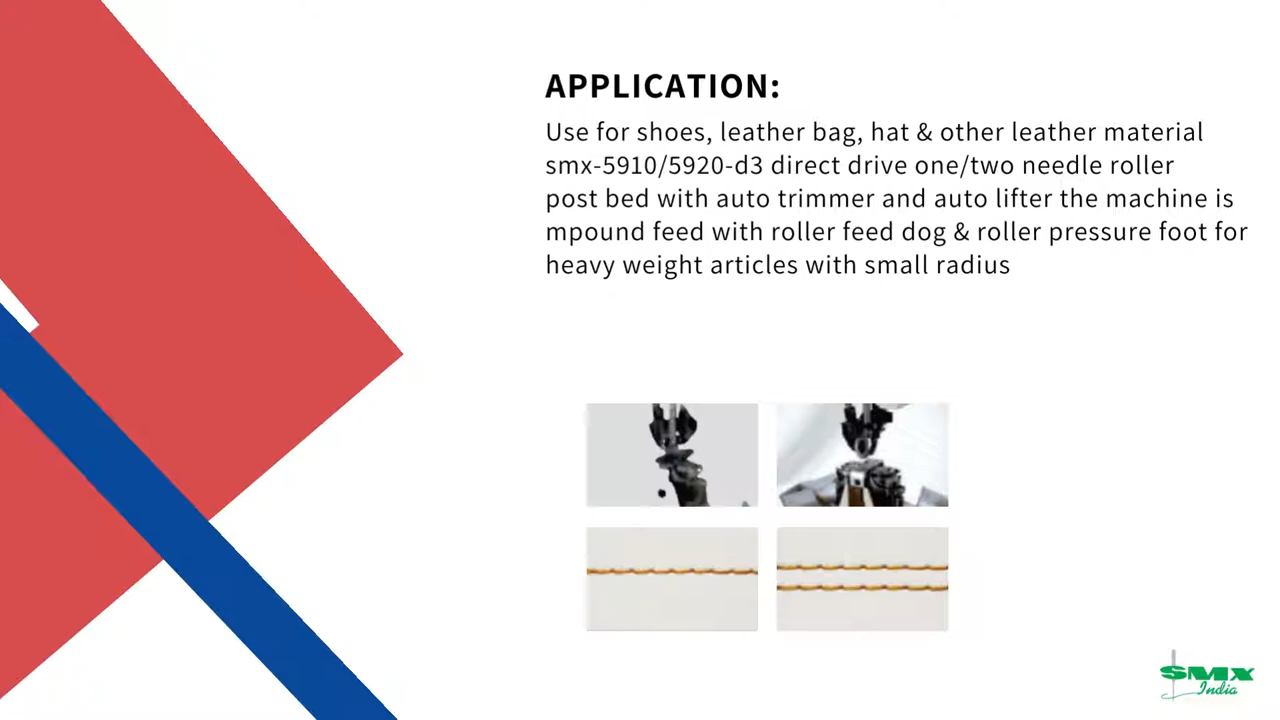 APPLICATION:
Use for shoes, leather bag, hat & other leather material
smx-5910/5920-d3 direct drive one/two needle roller
post bed with auto trimmer and auto lifter the machine is
mpound feed with roller feed dog & roller pressure foot for
heavy weight articles with small radius
SMX
India